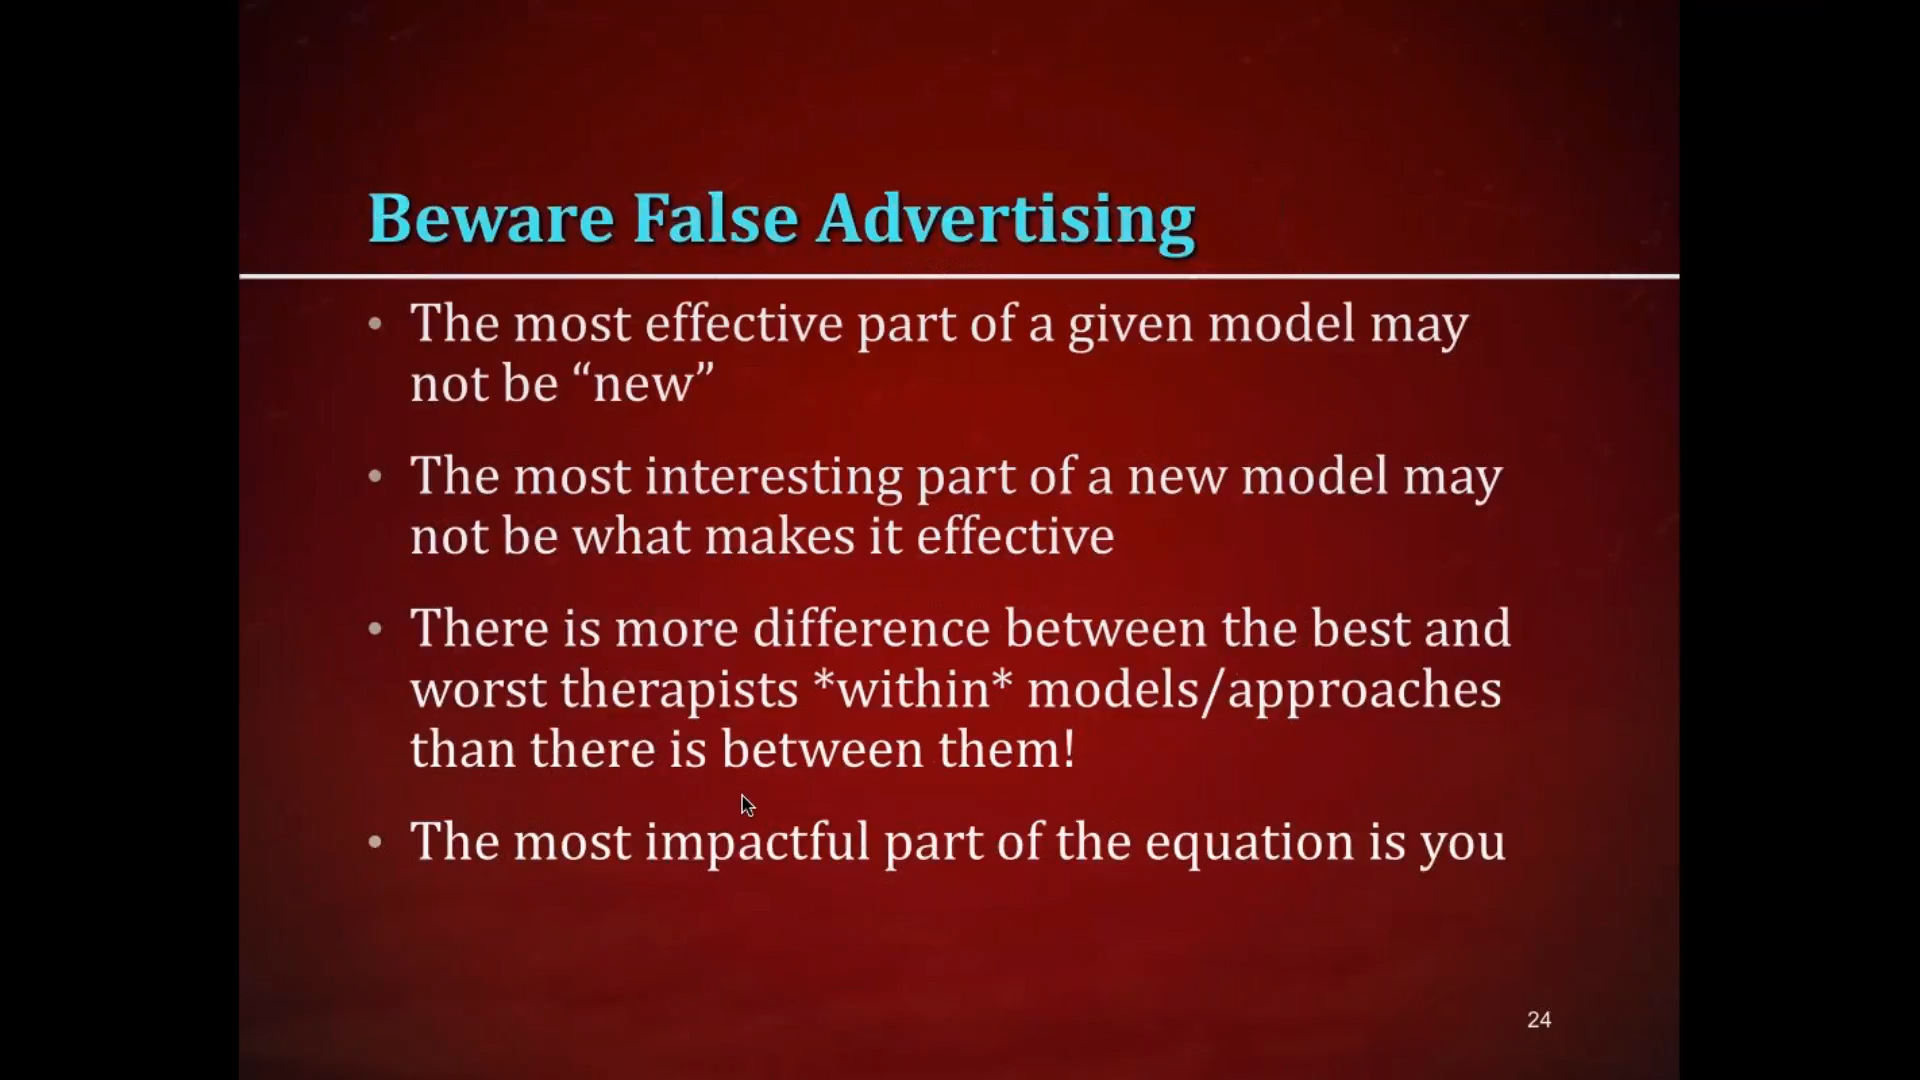 Beware False Advertising
• The most effective part of a given model may
not be “new”
• The most interesting part of a new model may
not be what makes it effective
• There is more difference between the best and
worst therapists *within* models/approaches
than there is between them!
• The most impactful part of the equation is you
24